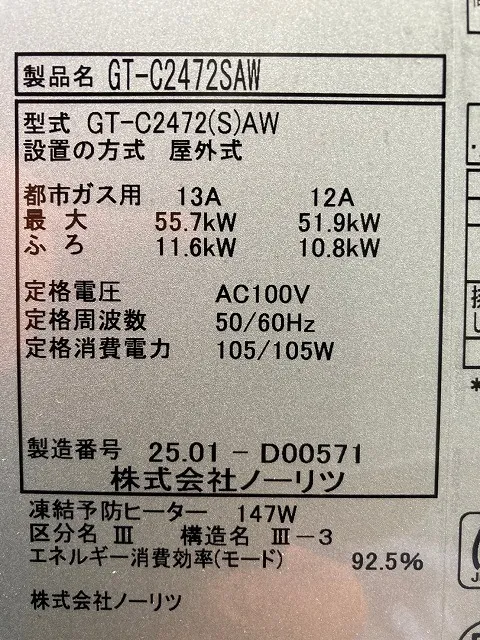 製品名 GT-C2472SAW
型式 GT-C2472(S)AW
設置の方式 屋外式
都市ガス用 13A 12A
最 大 55.7kW 51.9kW
ふ ろ 11.6kW 10.8kW
定格電圧 AC100V
定格周波数 50/60Hz
定格消費電力 105/105W
製造番号 25.01 - D00571
株式会社ノーリツ
凍結予防ヒーター 147W
区分名 Ⅲ 構造名 Ⅲ-3
エネルギー消費効率(モード) 92.5%
株式会社ノーリツ